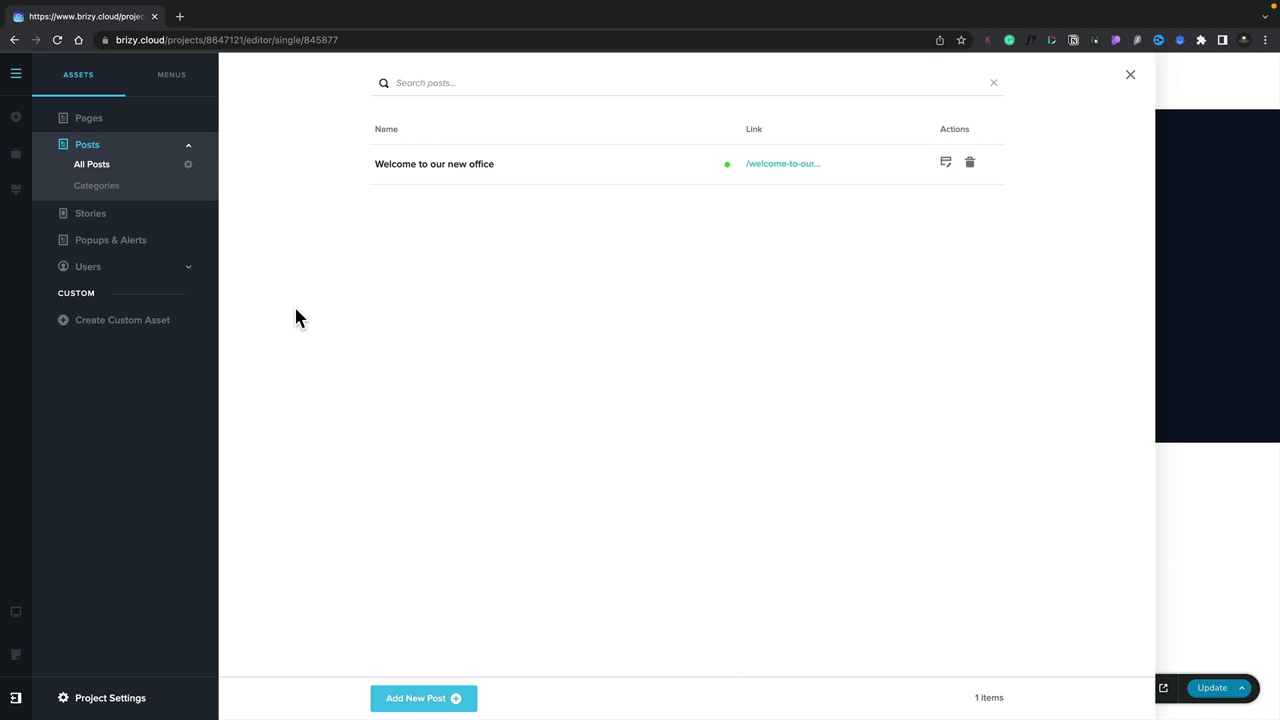 https://www.brizy.cloud/projec
brizy.cloud/projects/8647121/editor/single/845877
ASSETS
MENUS
Pages
Posts
All Posts
Categories
Stories
Popups & Alerts
Users
CUSTOM
Create Custom Asset
Project Settings
Search posts...
Name
Link
Actions
Welcome to our new office
/welcome-to-our...
Add New Post
1 items
Update